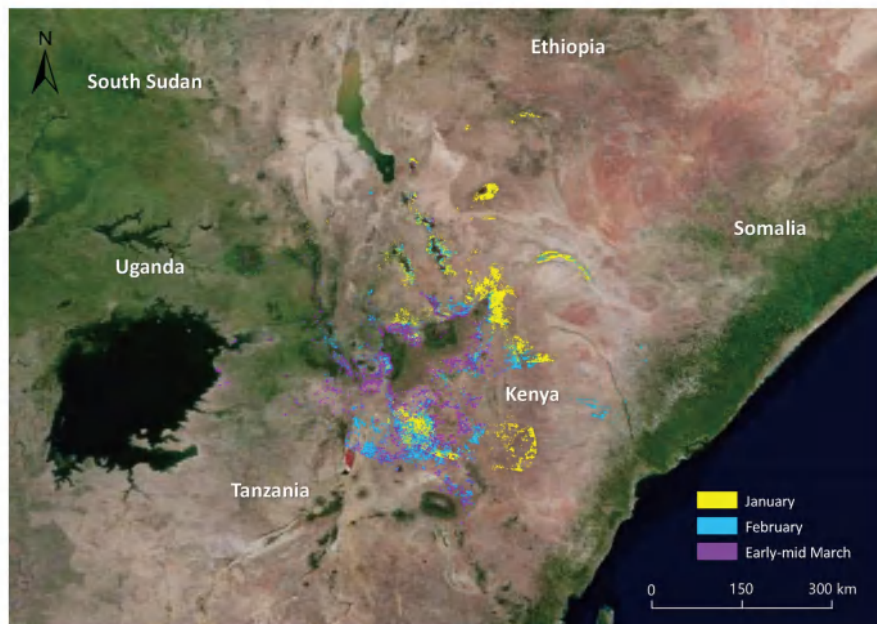 N
Ethiopia
South Sudan
Somalia
Uganda
Kenya
Tanzania
January
February
Early-mid March
0 150 300 km